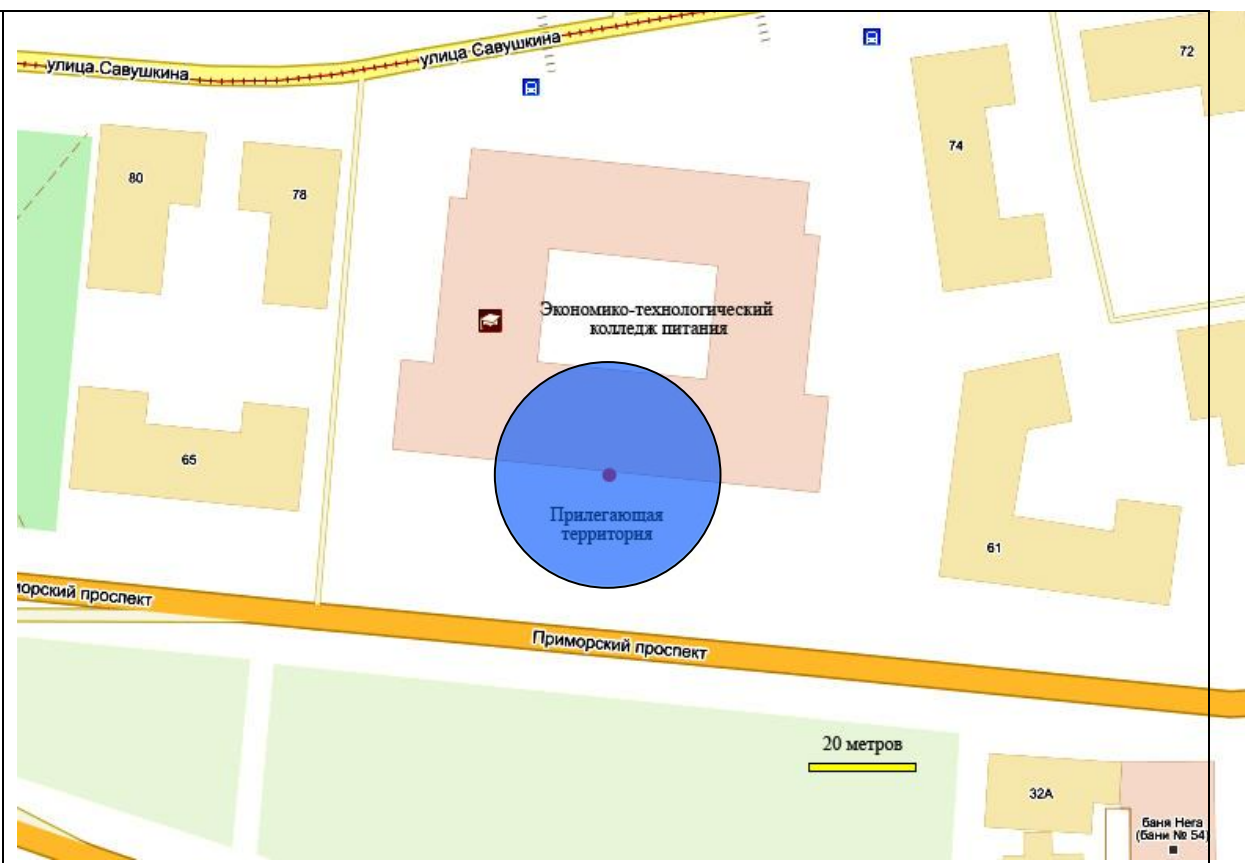 улица Савушкина
улица Савушкина
72
74
80
78
Экономико-технологический
колледж питания
65
Прилегающая
территория
61
морский проспект
Приморский проспект
20 метров
32А
баня Нега
(бани № 54)